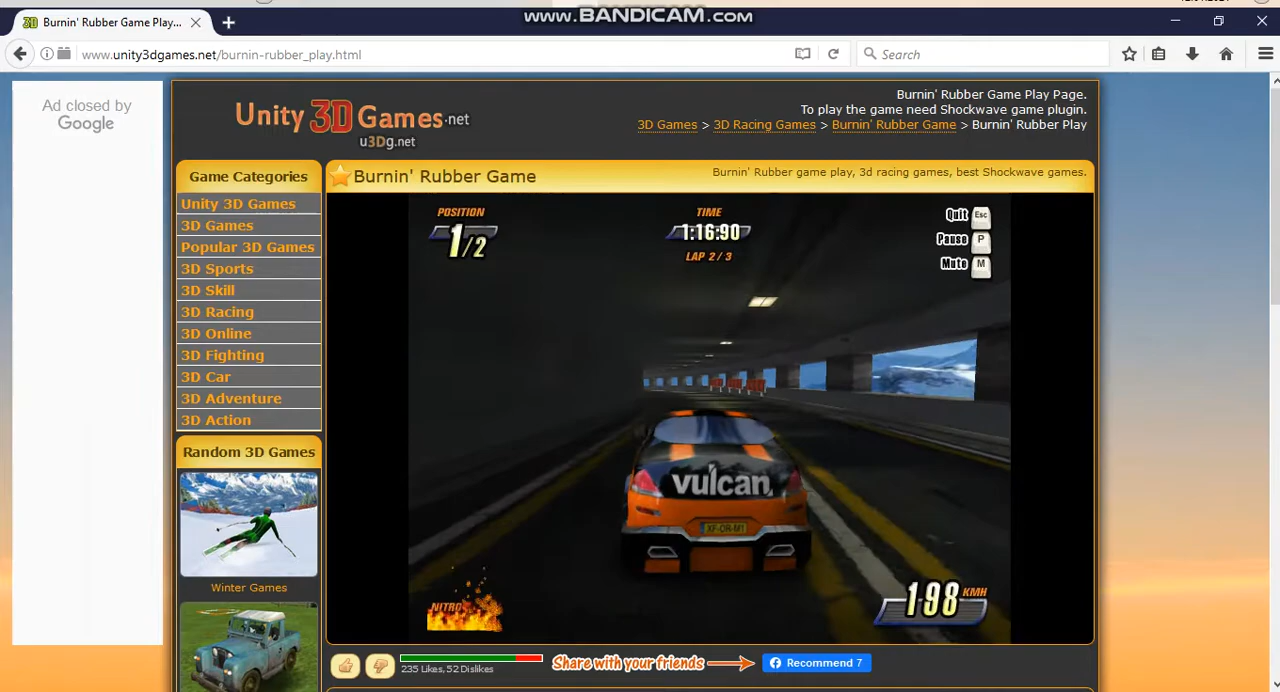 www.BANDICAM.com
Burnin' Rubber Game Play...
www.unity3dgames.net/burnin-rubber_play.html
Search
Ad closed by
Google
Unity 3D Games.net
u3Dg.net
Burnin' Rubber Game Play Page.
To play the game need Shockwave game plugin.
3D Games > 3D Racing Games > Burnin' Rubber Game > Burnin' Rubber Play
Game Categories
Unity 3D Games
3D Games
Popular 3D Games
3D Sports
3D Skill
3D Racing
3D Online
3D Fighting
3D Car
3D Adventure
3D Action
Random 3D Games
Winter Games
Burnin' Rubber Game
Burnin' Rubber game play, 3d racing games, best Shockwave games.
POSITION
1/2
TIME
1:16:90
LAP 2 / 3
Quit Esc
Pause P
Mute M
vulcan
XF-OR-M1
NITRO
198 KMH
235 Likes, 52 Dislikes
Share with your friends
Recommend 7